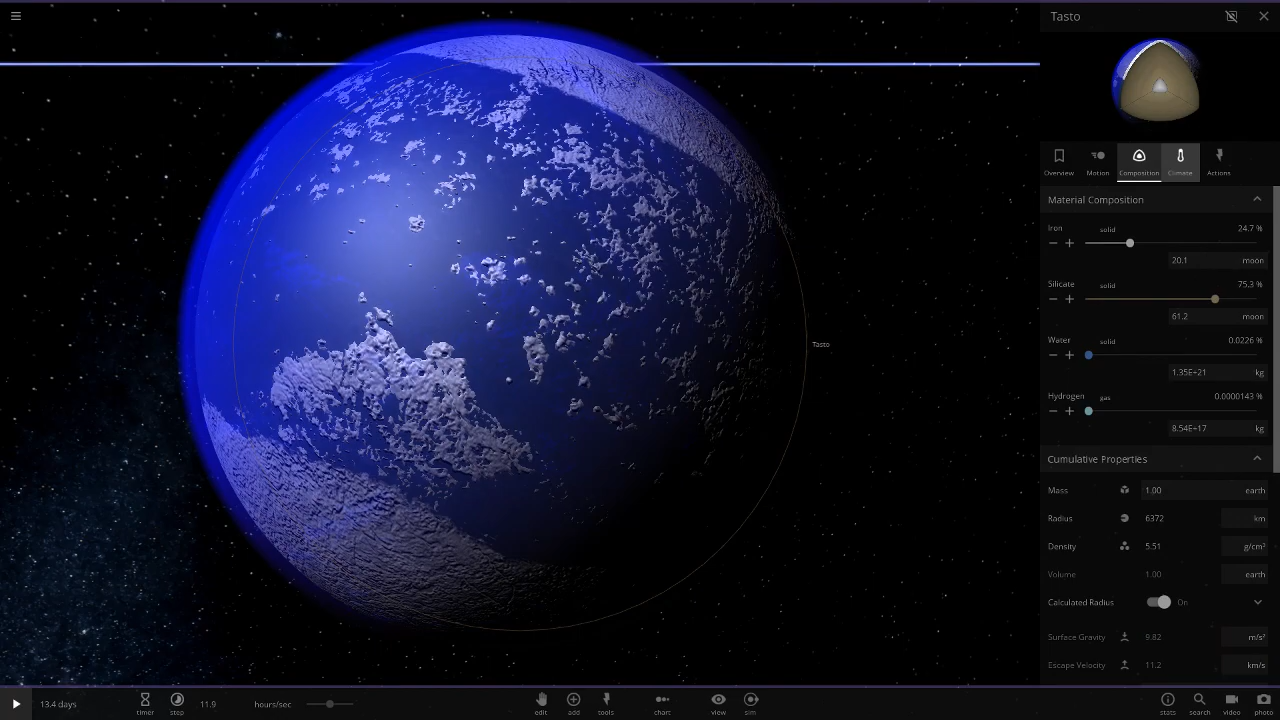 Tasto
Overview Motion Composition Climate Actions
Material Composition
Iron solid 24.7 %
20.1 moon
Silicate solid 75.3 %
61.2 moon
Water solid 0.0226 %
1.35E+21 kg
Hydrogen gas 0.0000143 %
8.54E+17 kg
Cumulative Properties
Mass 1.00 earth
Radius 6372 km
Density 5.51 g/cm³
Volume 1.00 earth
Calculated Radius On
Surface Gravity 9.82 m/s²
Escape Velocity 11.2 km/s
Tasto
13.4 days timer step 11.9 hours/sec edit add tools chart view sim stats search video photo